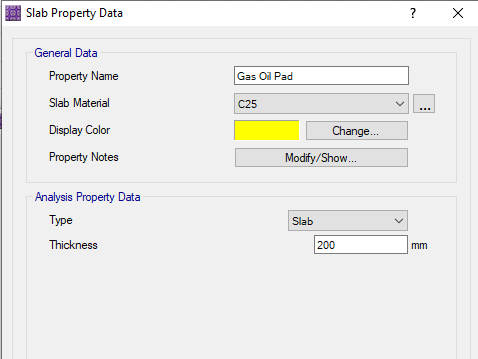 Slab Property Data ? ×
General Data
Property Name Gas Oil Pad
Slab Material C25 ...
Display Color Change...
Property Notes Modify/Show...
Analysis Property Data
Type Slab
Thickness 200 mm